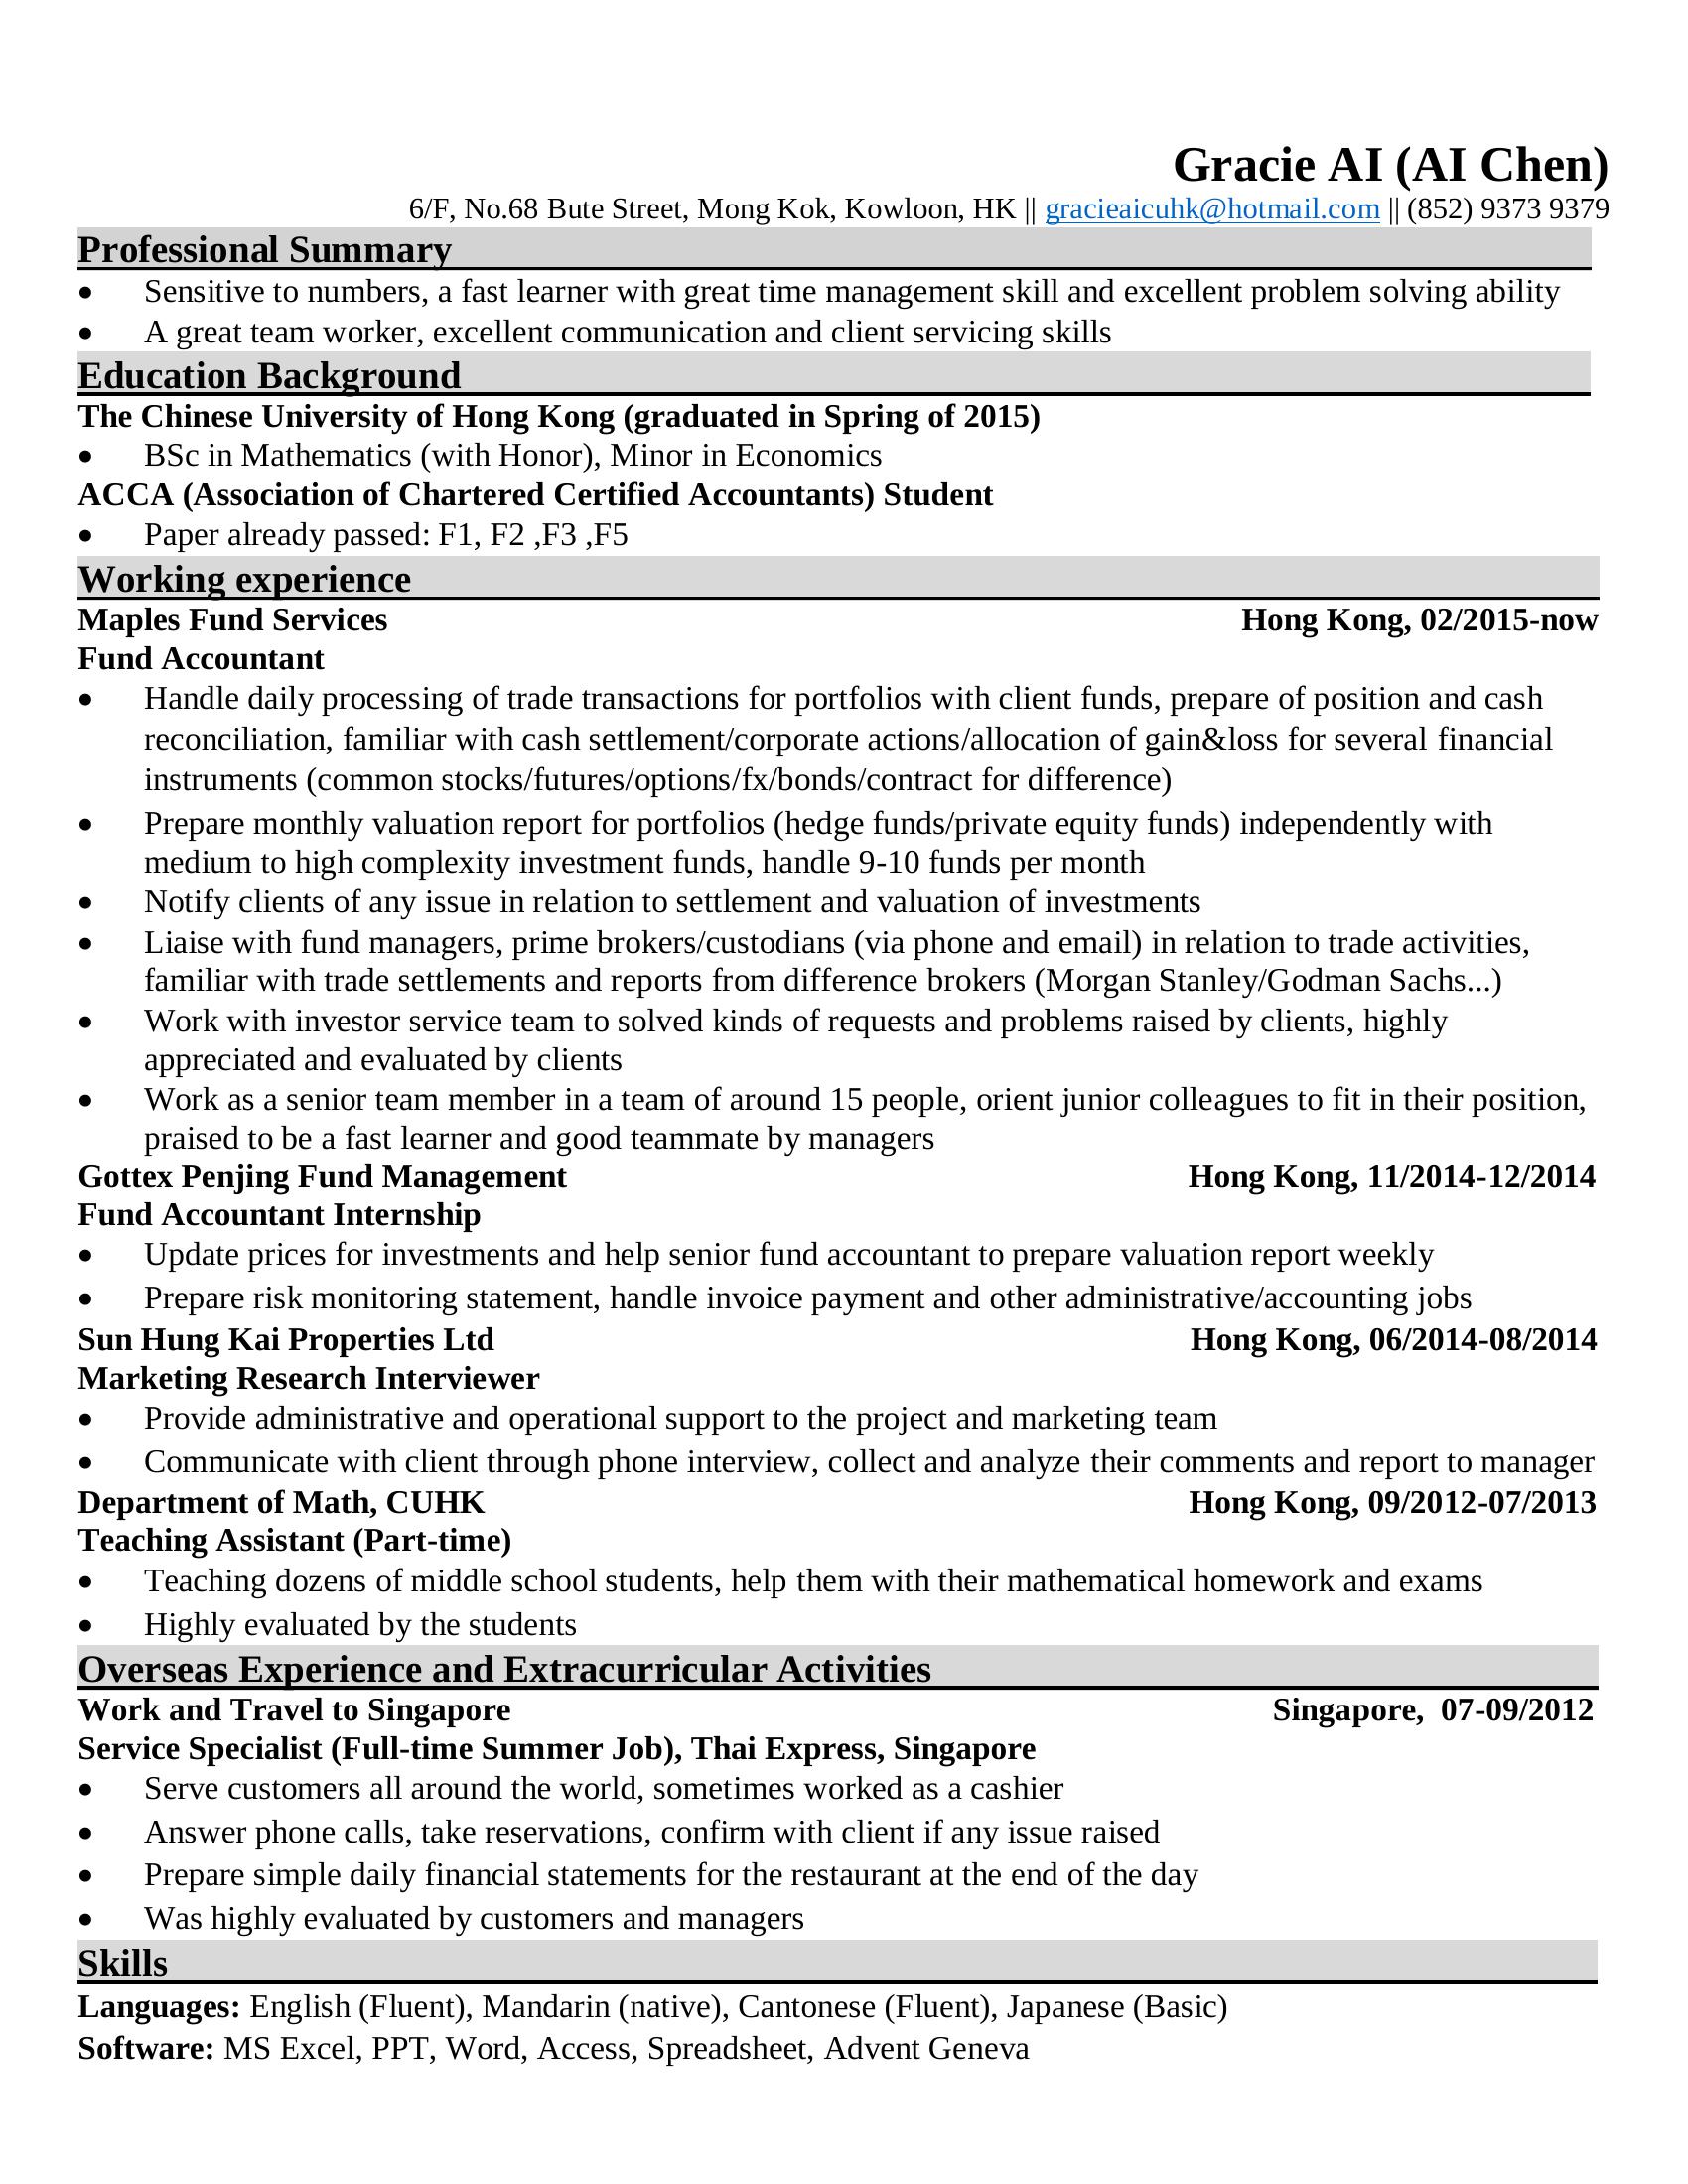 Gracie AI (AI Chen)
6/F, No.68 Bute Street, Mong Kok, Kowloon, HK || gracieaicuhk@hotmail.com || (852) 9373 9379
Professional Summary
● Sensitive to numbers, a fast learner with great time management skill and excellent problem solving ability
● A great team worker, excellent communication and client servicing skills
Education Background
The Chinese University of Hong Kong (graduated in Spring of 2015)
● BSc in Mathematics (with Honor), Minor in Economics
ACCA (Association of Chartered Certified Accountants) Student
● Paper already passed: F1, F2 ,F3 ,F5
Working experience
Maples Fund Services Hong Kong, 02/2015-now
Fund Accountant
● Handle daily processing of trade transactions for portfolios with client funds, prepare of position and cash
reconciliation, familiar with cash settlement/corporate actions/allocation of gain&loss for several financial
instruments (common stocks/futures/options/fx/bonds/contract for difference)
● Prepare monthly valuation report for portfolios (hedge funds/private equity funds) independently with
medium to high complexity investment funds, handle 9-10 funds per month
● Notify clients of any issue in relation to settlement and valuation of investments
● Liaise with fund managers, prime brokers/custodians (via phone and email) in relation to trade activities,
familiar with trade settlements and reports from difference brokers (Morgan Stanley/Godman Sachs...)
● Work with investor service team to solved kinds of requests and problems raised by clients, highly
appreciated and evaluated by clients
● Work as a senior team member in a team of around 15 people, orient junior colleagues to fit in their position,
praised to be a fast learner and good teammate by managers
Gottex Penjing Fund Management Hong Kong, 11/2014-12/2014
Fund Accountant Internship
● Update prices for investments and help senior fund accountant to prepare valuation report weekly
● Prepare risk monitoring statement, handle invoice payment and other administrative/accounting jobs
Sun Hung Kai Properties Ltd Hong Kong, 06/2014-08/2014
Marketing Research Interviewer
● Provide administrative and operational support to the project and marketing team
● Communicate with client through phone interview, collect and analyze their comments and report to manager
Department of Math, CUHK Hong Kong, 09/2012-07/2013
Teaching Assistant (Part-time)
● Teaching dozens of middle school students, help them with their mathematical homework and exams
● Highly evaluated by the students
Overseas Experience and Extracurricular Activities
Work and Travel to Singapore Singapore, 07-09/2012
Service Specialist (Full-time Summer Job), Thai Express, Singapore
● Serve customers all around the world, sometimes worked as a cashier
● Answer phone calls, take reservations, confirm with client if any issue raised
● Prepare simple daily financial statements for the restaurant at the end of the day
● Was highly evaluated by customers and managers
Skills
Languages: English (Fluent), Mandarin (native), Cantonese (Fluent), Japanese (Basic)
Software: MS Excel, PPT, Word, Access, Spreadsheet, Advent Geneva